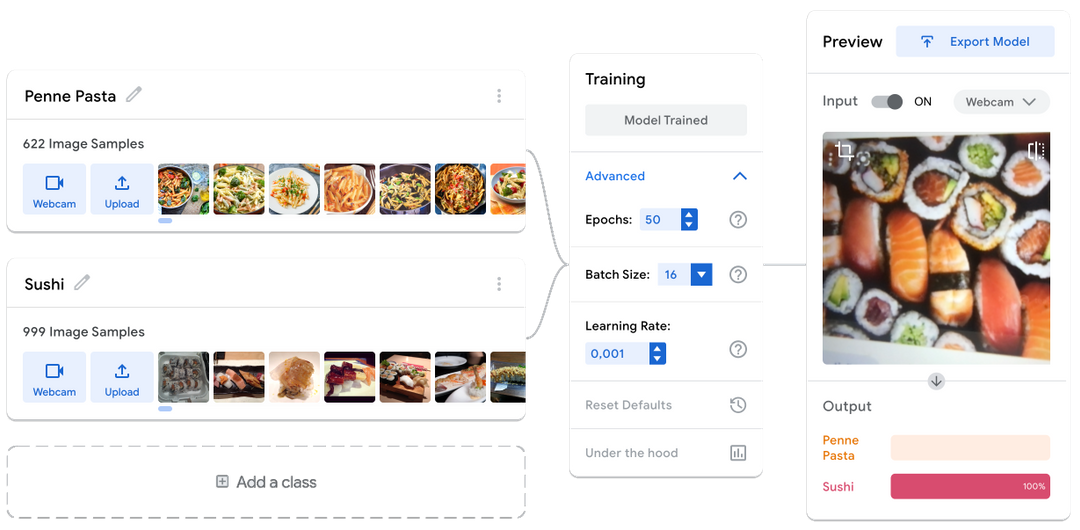 Penne Pasta
622 Image Samples
Webcam
Upload
Sushi
999 Image Samples
Webcam
Upload
Add a class
Training
Model Trained
Advanced
Epochs: 50
Batch Size: 16
Learning Rate:
0,001
Reset Defaults
Under the hood
Preview
Export Model
Input ON Webcam
Output
Penne
Pasta
Sushi 100%